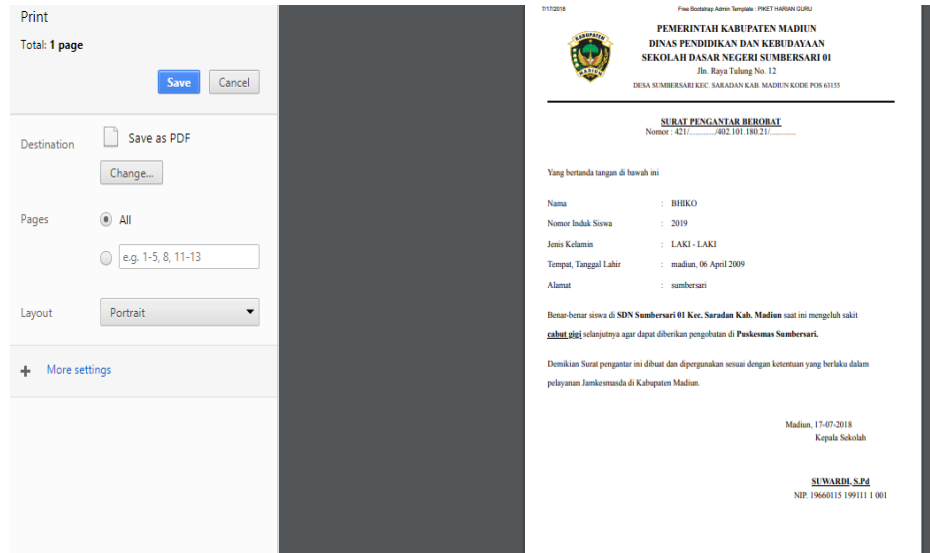 Print
Total: 1 page
Save Cancel
Destination Save as PDF
Change...
Pages All
e.g. 1-5, 8, 11-13
Layout Portrait
More settings
7/17/2018 Free Bootstrap Admin Template : PIKET HARIAN GURU
KABUPATEN
MADIUN
PEMERINTAH KABUPATEN MADIUN
DINAS PENDIDIKAN DAN KEBUDAYAAN
SEKOLAH DASAR NEGERI SUMBERSARI 01
Jln. Raya Tulung No. 12
DESA SUMBERSARI KEC. SARADAN KAB. MADIUN KODE POS 63155
SURAT PENGANTAR BEROBAT
Nomor : 421/............/402.101.180.21/............
Yang bertanda tangan di bawah ini
Nama : BHIKO
Nomor Induk Siswa : 2019
Jenis Kelamin : LAKI - LAKI
Tempat, Tanggal Lahir : madiun, 06 April 2009
Alamat : sumbersari
Benar-benar siswa di SDN Sumbersari 01 Kec. Saradan Kab. Madiun saat ini mengeluh sakit
cabut gigi selanjutnya agar dapat diberikan pengobatan di Puskesmas Sumbersari.
Demikian Surat pengantar ini dibuat dan dipergunakan sesuai dengan ketentuan yang berlaku dalam
pelayanan Jamkesmasda di Kabupaten Madiun.
Madiun, 17-07-2018
Kepala Sekolah
SUWARDI, S.Pd
NIP. 19660115 199111 1 001